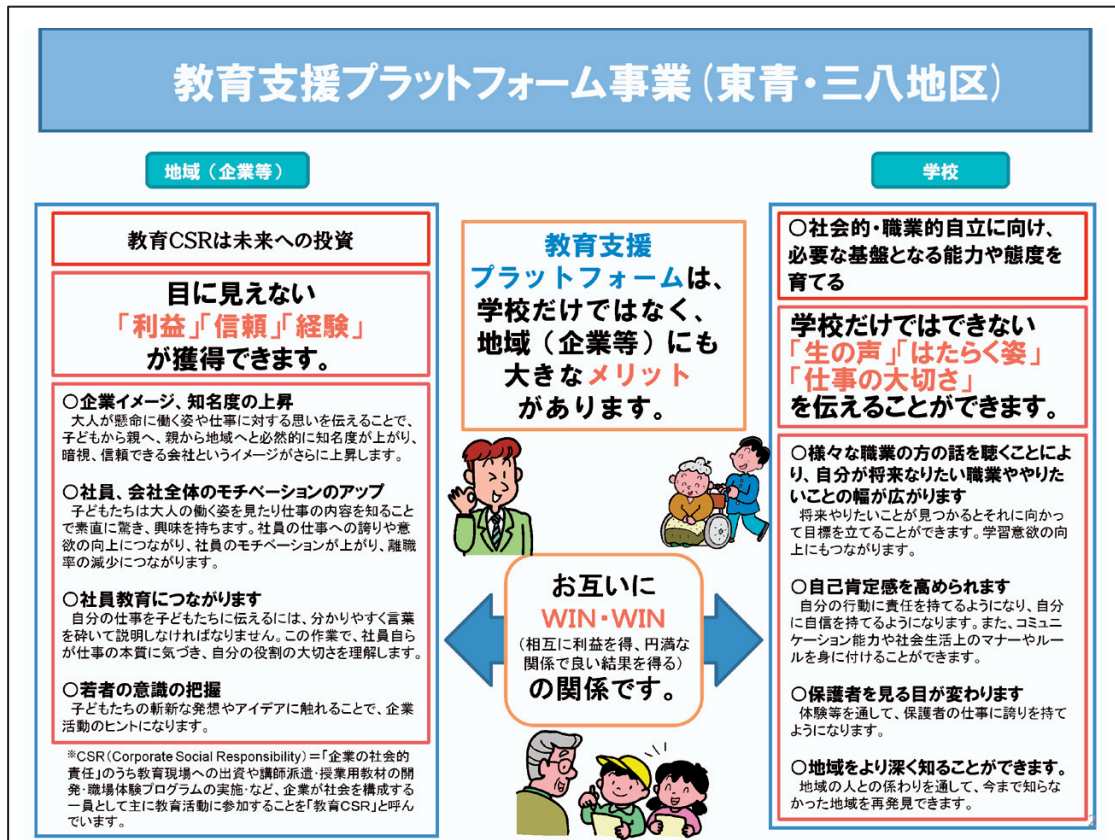 教育支援プラットフォーム事業(東青・三八地区)
地域(企業等)
教育CSRは未来への投資
目に見えない
「利益」「信頼」「経験」
が獲得できます。
○企業イメージ、知名度の上昇
大人が懸命に働く姿や仕事に対する思いを伝えることで、
子どもから親へ、親から地域へと必然的に知名度が上がり、
暗視、信頼できる会社というイメージがさらに上昇します。
○社員、会社全体のモチベーションのアップ
子どもたちは大人の働く姿を見たり仕事の内容を知ること
で素直に驚き、興味を持ちます。社員の仕事への誇りや意
欲の向上につながり、社員のモチベーションが上がり、離職
率の減少につながります。
○社員教育につながります
自分の仕事を子どもたちに伝えるには、分かりやすく言葉
を砕いて説明しなければなりません。この作業で、社員自ら
が仕事の本質に気づき、自分の役割の大切さを理解します。
○若者の意識の把握
子どもたちの斬新な発想やアイデアに触れることで、企業
活動のヒントになります。
※CSR(Corporate Social Responsibility)=「企業の社会的
責任」のうち教育現場への出資や講師派遣・授業用教材の開
発・職場体験プログラムの実施・など、企業が社会を構成する
一員として主に教育活動に参加することを「教育CSR」と呼ん
でいます。
教育支援
プラットフォームは、
学校だけではなく、
地域(企業等)にも
大きなメリット
があります。
お互いに
WIN・WIN
(相互に利益を得、円満な
関係で良い結果を得る)
の関係です。
学校
○社会的・職業的自立に向け、
必要な基盤となる能力や態度を
育てる
学校だけではできない
「生の声」「はたらく姿」
「仕事の大切さ」
を伝えることができます。
○様々な職業の方の話を聴くことによ
り、自分が将来なりたい職業ややりた
いことの幅が広がります
将来やりたいことが見つかるとそれに向かっ
て目標を立てることができます。学習意欲の向
上にもつながります。
○自己肯定感を高められます
自分の行動に責任を持てるようになり、自分
に自信を持てるようになります。また、コミュニ
ケーション能力や社会生活上のマナーやルー
ルを身に付けることができます。
○保護者を見る目が変わります
体験等を通して、保護者の仕事に誇りを持て
ようになります。
○地域をより深く知ることができます。
地域の人との係わりを通して、今まで知らな
かった地域を再発見できます。
2